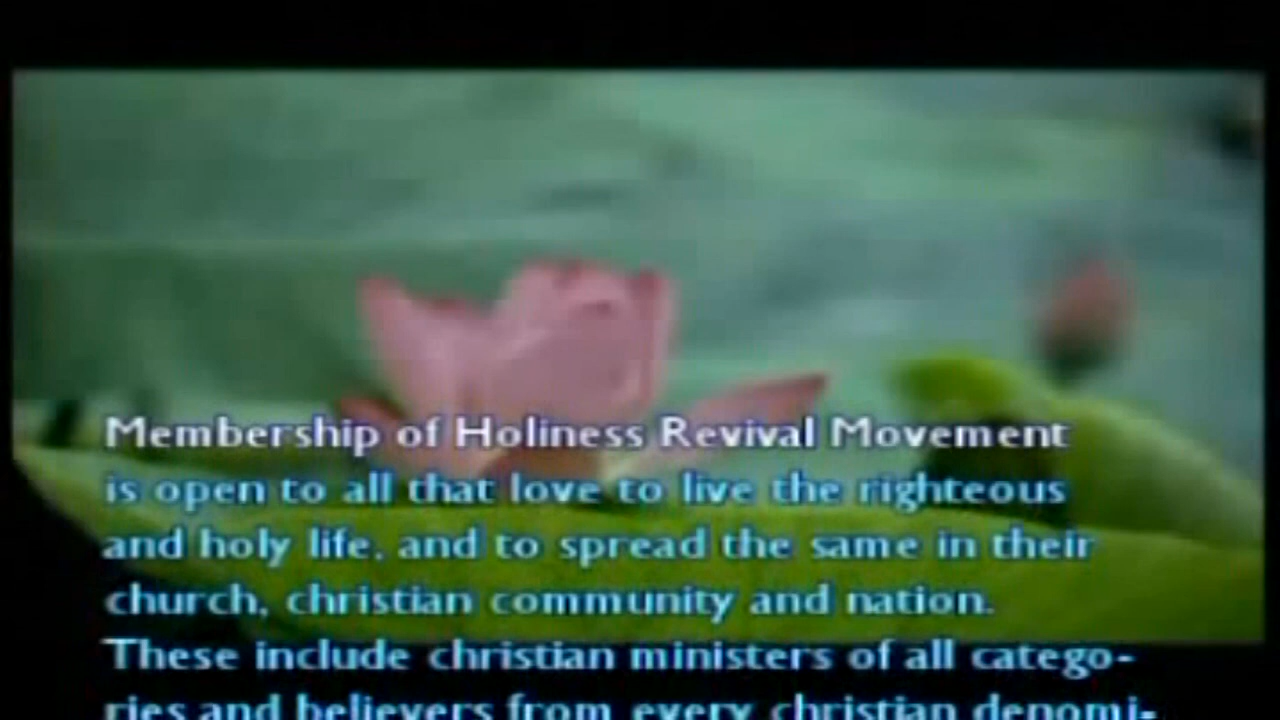 Membership of Holiness Revival Movement
is open to all that love to live the righteous
and holy life. and to spread the same in their
church, christian community and nation.
These include christian ministers of all catego-
ries and believers from every christian denomi-